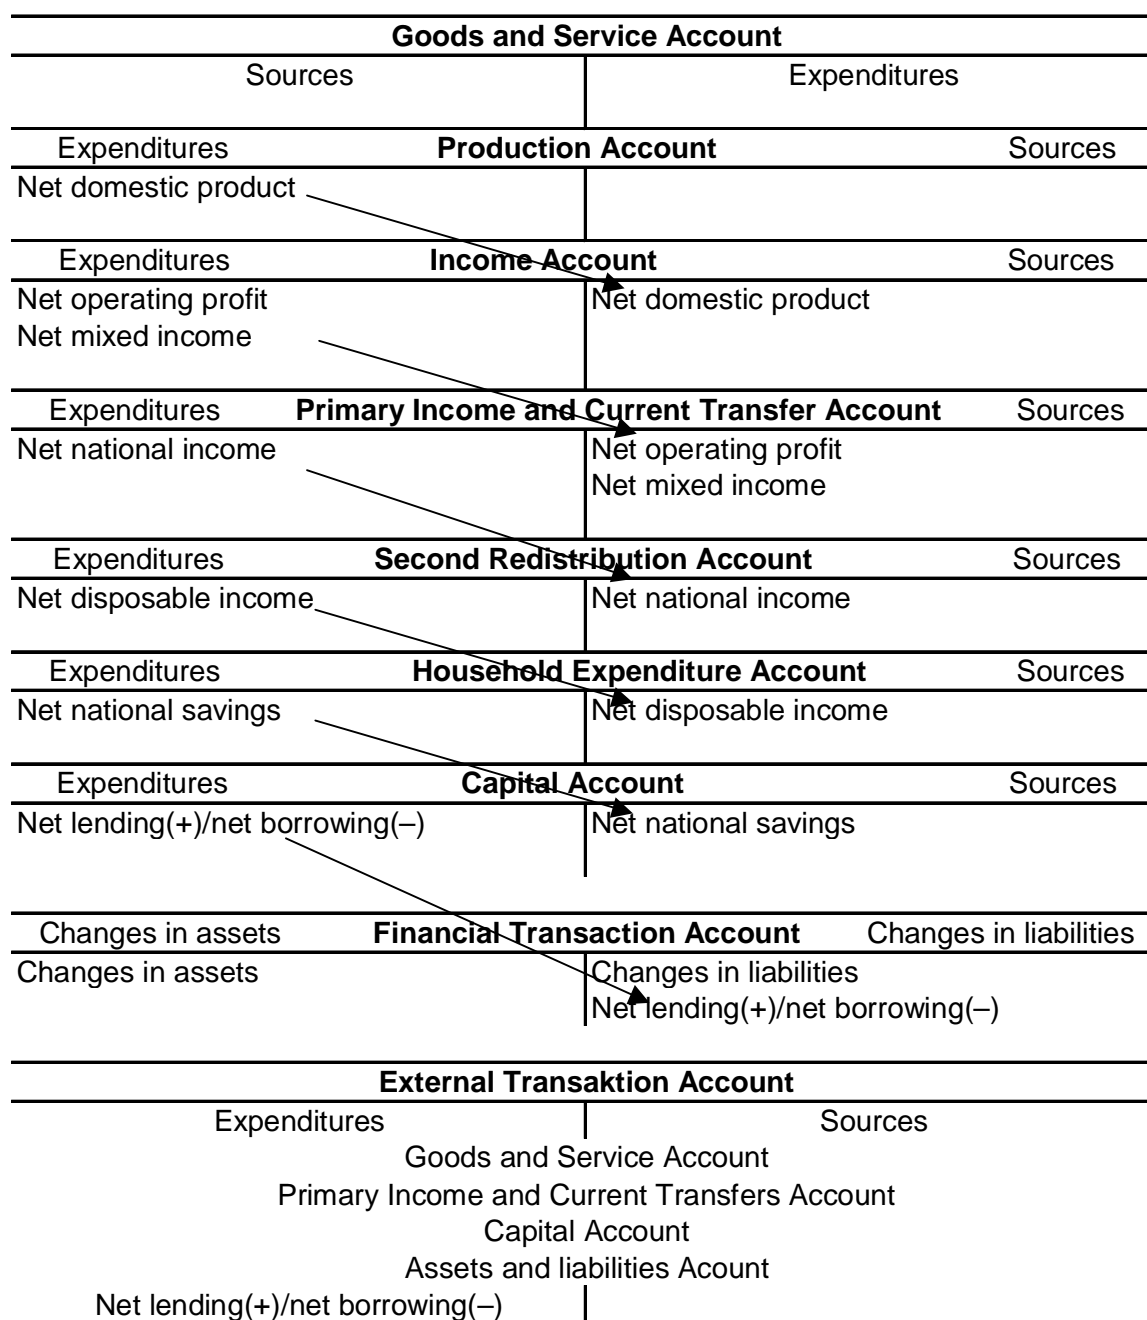 Goods and Service Account
Sources Expenditures
Expenditures Production Account Sources
Net domestic product
Expenditures Income Account Sources
Net operating profit Net domestic product
Net mixed income
Expenditures Primary Income and Current Transfer Account Sources
Net national income Net operating profit
Net mixed income
Expenditures Second Redistribution Account Sources
Net disposable income Net national income
Expenditures Household Expenditure Account Sources
Net national savings Net disposable income
Expenditures Capital Account Sources
Net lending(+)/net borrowing(–) Net national savings
Changes in assets Financial Transaction Account Changes in liabilities
Changes in assets Changes in liabilities
Net lending(+)/net borrowing(–)
External Transaktion Account
Expenditures Sources
Goods and Service Account
Primary Income and Current Transfers Account
Capital Account
Assets and liabilities Acount
Net lending(+)/net borrowing(–)